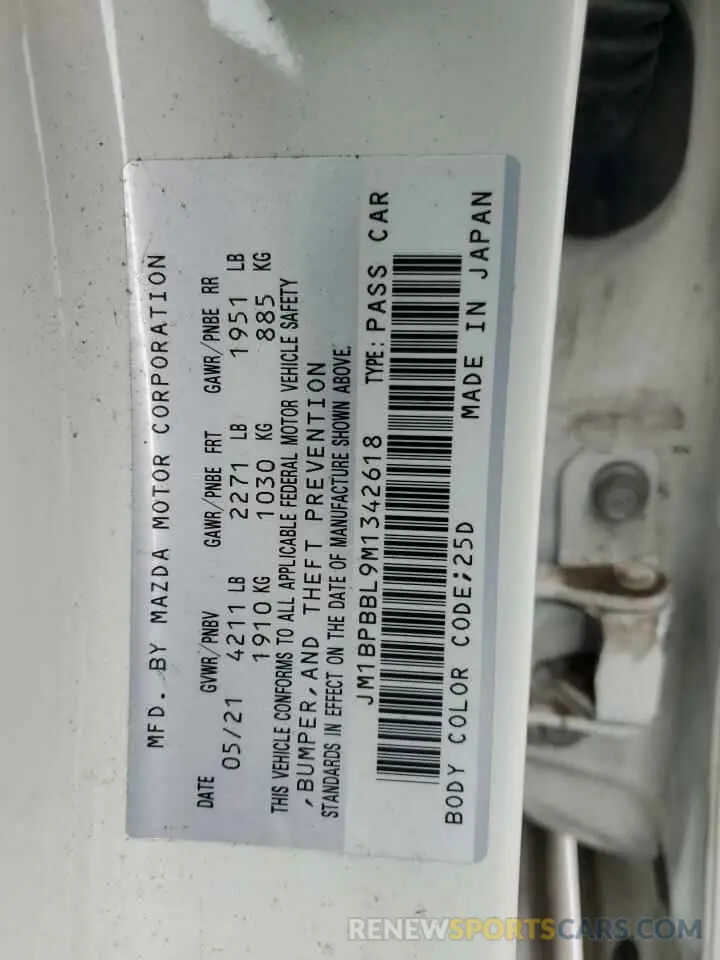 MFD. BY MAZDA MOTOR CORPORATION
DATE GVWR/PNBV GAWR/PNBE FRT GAWR/PNBE RR
05/21 4211 LB 2271 LB 1951 LB
1910 KG 1030 KG 885 KG
THIS VEHICLE CONFORMS TO ALL APPLICABLE FEDERAL MOTOR VEHICLE SAFETY
,BUMPER,AND THEFT PREVENTION
STANDARDS IN EFFECT ON THE DATE OF MANUFACTURE SHOWN ABOVE.
JM1BPBBL9M1342618 TYPE: PASS CAR
BODY COLOR CODE;25D MADE IN JAPAN
RENEWSPORTSCARS.COM